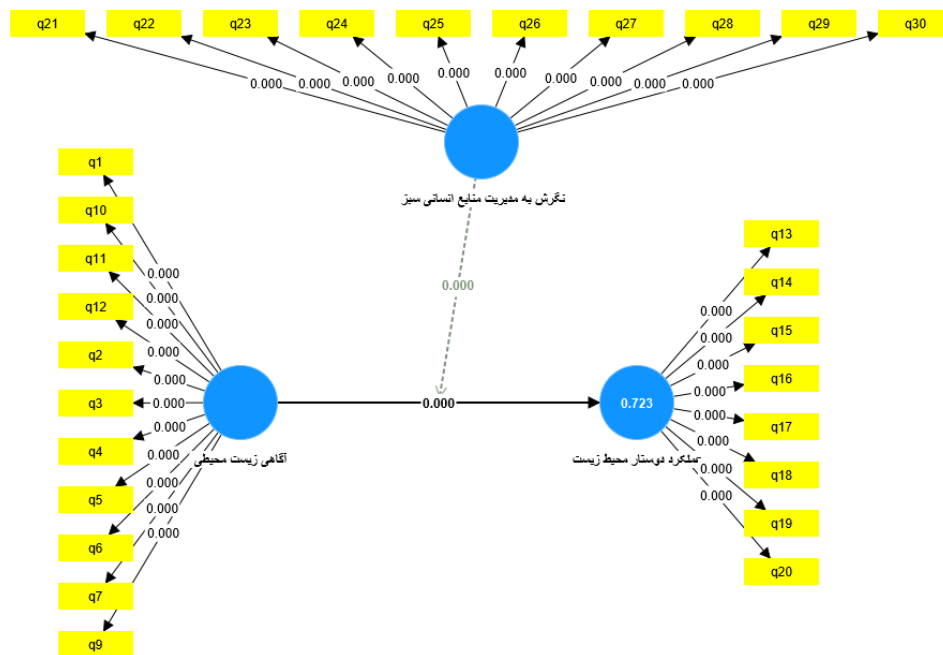 q21 q22 q23 q24 q25 q26 q27 q28 q29 q30
0.000 0.000 0.000 0.000 0.000 0.000 0.000 0.000 0.000 0.000
نگرش به مدیریت منابع انسانی سبز
0.000
q1
q10
q11
q12
q2
q3
q4
q5
q6
q7
q9
0.000
0.000
0.000
0.000
0.000
0.000
0.000
0.000
0.000
0.000
0.000
آگاهی زیست محیطی
0.000
0.723
عملکرد دوستار محیط زیست
0.000
0.000
0.000
0.000
0.000
0.000
0.000
0.000
q13
q14
q15
q16
q17
q18
q19
q20